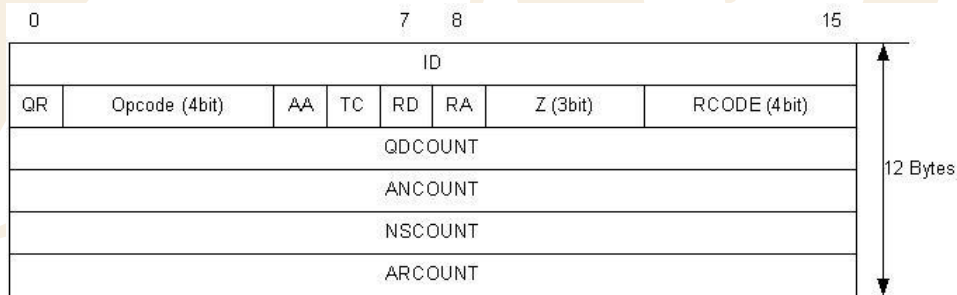 0 7 8 15
ID
QR Opcode (4bit) AA TC RD RA Z (3bit) RCODE (4bit)
QDCOUNT
ANCOUNT
12 Bytes
NSCOUNT
ARCOUNT